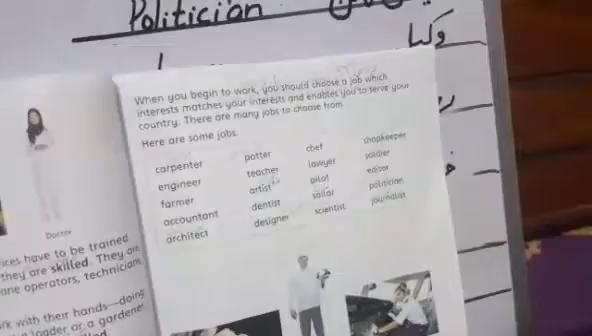 Politician
وکیل
When you begin to work, you should choose a job which
interests matches your interests and enables you to serve your
country. There are many jobs to choose from.
Here are some jobs.
carpenter potter chef shopkeeper
engineer teacher lawyer soldier
farmer artist pilot
accountant dentist sailor politician
architect designer scientist journalist
Doctor
ices have to be trained
they are skilled. They are
ane operators, technician
rk with their hands—doing
loader or a gardener